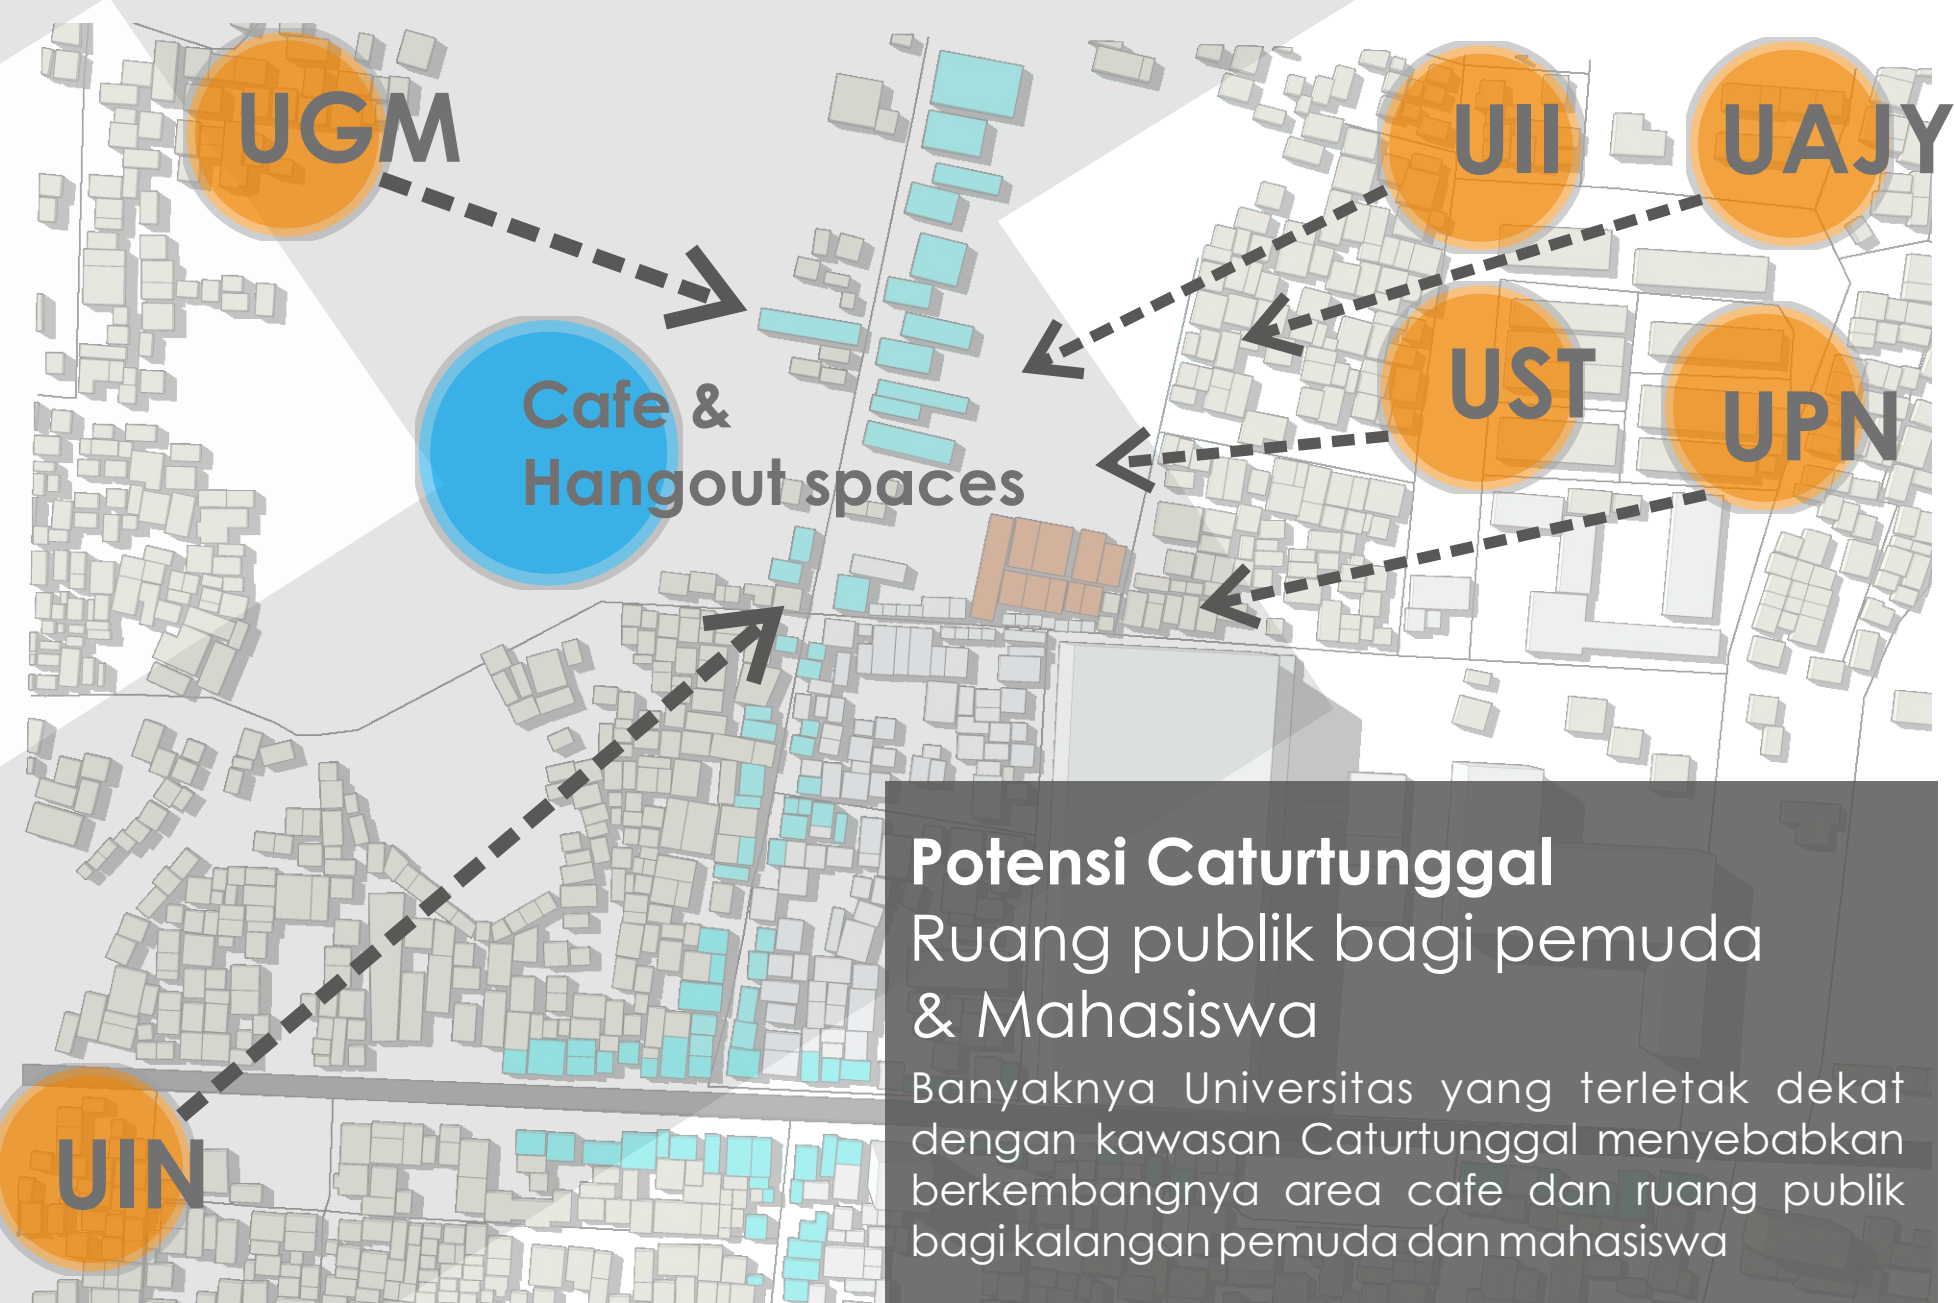 UGM
UII
UAJY
UST
UPN
Cafe &
Hangout spaces
UIN
Potensi Caturtunggal
Ruang publik bagi pemuda
& Mahasiswa
Banyaknya Universitas yang terletak dekat
dengan kawasan Caturtunggal menyebabkan
berkembangnya area cafe dan ruang publik
bagi kalangan pemuda dan mahasiswa